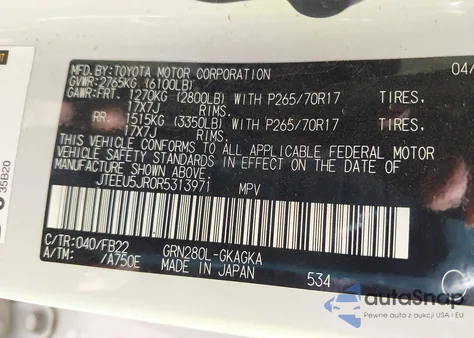 35B20
MFD. BY:TOYOTA MOTOR CORPORATION 04/
GVWR: 2765KG (6100LB)
GAWR:FRT. 1270KG (2800LB) WITH P265/70R17 TIRES,
17X7J RIMS.
RR. 1515KG (3350LB) WITH P265/70R17 TIRES,
17X7J RIMS.
THIS VEHICLE CONFORMS TO ALL APPLICABLE FEDERAL MOTOR
VEHICLE SAFETY STANDARDS IN EFFECT ON THE DATE OF
MANUFACTURE SHOWN ABOVE.
JTEEU5JR0R5313971 MPV
C/TR:040/FB22 GRN280L-GKAGKA
A/TM: /A750E MADE IN JAPAN 534
autoSnap
Pewne auta z aukcji USA i EU